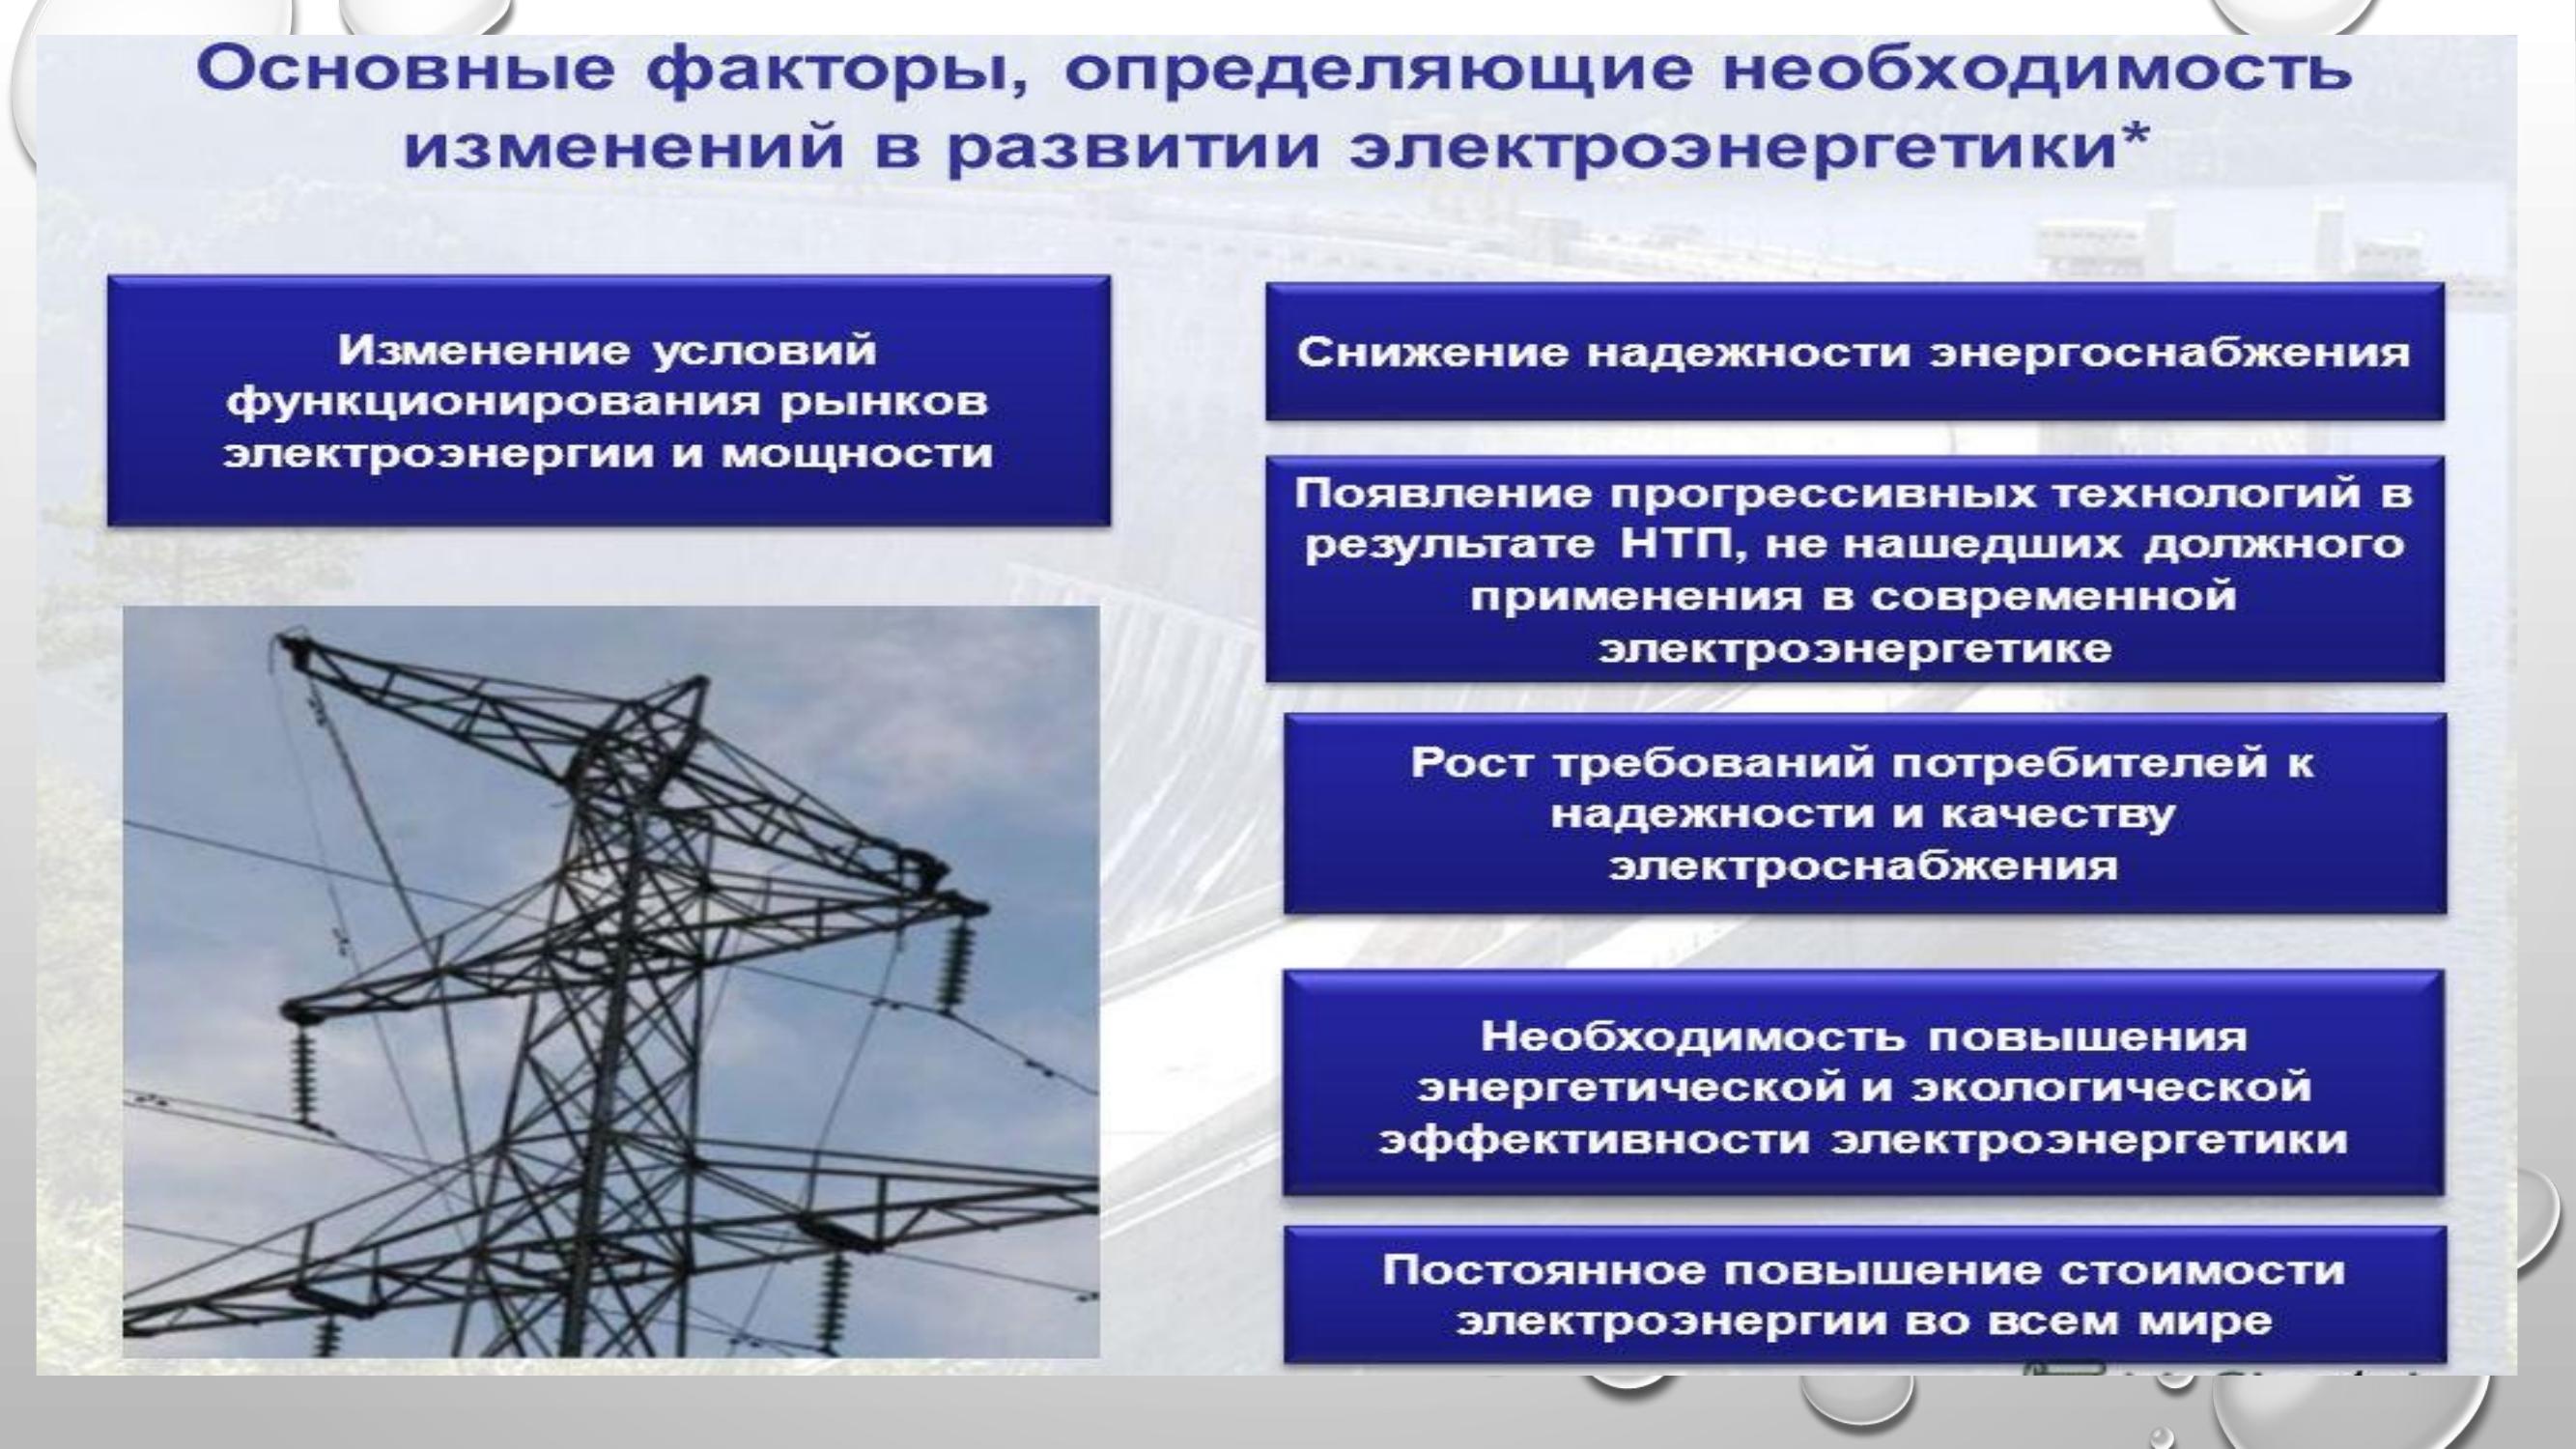 Основные факторы, определяющие необходимость
изменений в развитии электроэнергетики*
Изменение условий
функционирования рынков
электроэнергии и мощности
Снижение надежности энергоснабжения
Появление прогрессивных технологий в
результате НТП, не нашедших должного
применения в современной
электроэнергетике
Рост требований потребителей к
надежности и качеству
электроснабжения
Необходимость повышения
энергетической и экологической
эффективности электроэнергетики
Постоянное повышение стоимости
электроэнергии во всем мире